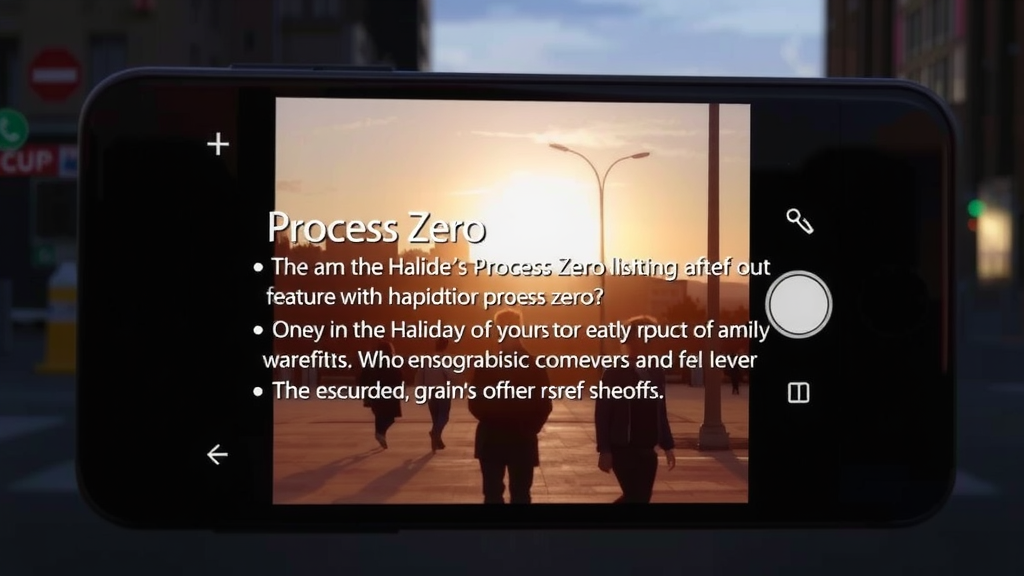 CUP
Process Zero
• The am the Halide's Process Zero listing aftef out
feature with hapidtior proess zero?
• Oney in the Haliday of yours tor eatly rpuct of amily
warefitts. Who ensograbisic comevers and fel lever
• The escurded, grain's offier rsref sheoffs.